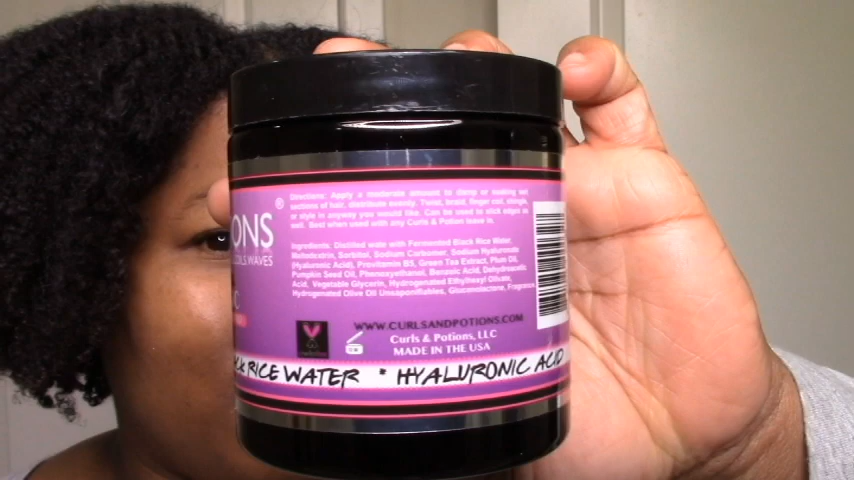 Directions: Apply a moderate amount to damp or soaking wet
sections of hair, distribute evenly. Twist, braid, finger coil, shingle,
or style in anyway you would like. Can be used to slick edges as
well. Best when used with any Curls & Potion leave in.
®
ONS
COILS.WAVES
C
Ingredients: Distilled water with Fermented Black Rice Water,
Sorbitol, Sodium Carbomer, Sodium Hyaluronate
(Hyaluronic Acid), Provitamin B5, Green Tea Extract, Plum Oil,
Pumpkin Seed Oil, Phenoxyethanol, Benzoic Acid, Dehydroacetic
Acid, Vegetable Glycerin, Hydrogenated Ethylhexyl Olivate,
Hydrogenated Olive Oil Unsaponifiables, Gluconolactone, Fragrance
WWW.CURLSANDPOTIONS.COM
Curls & Potions, LLC
MADE IN THE USA
CK RICE WATER * HYALURONIC ACID